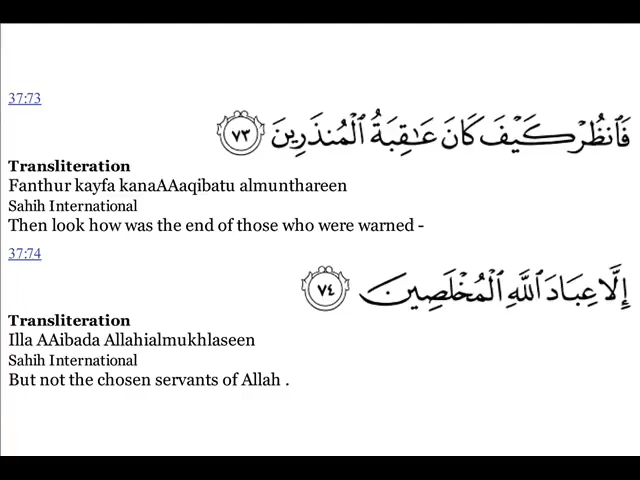 37:73
فَٱنظُرْ كَيْفَ كَانَ عَـٰقِبَةُ ٱلْمُنذَرِينَ ٧٣
Transliteration
Fanthur kayfa kanaAAaqibatu almunthareen
Sahih International
Then look how was the end of those who were warned -
37:74
إِلَّا عِبَادَ ٱللَّهِ ٱلْمُخْلَصِينَ ٧٤
Transliteration
Illa AAibada Allahialmukhlaseen
Sahih International
But not the chosen servants of Allah .